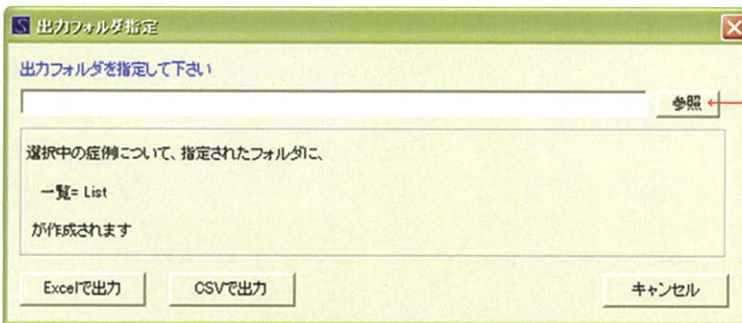 出力フォルダ指定
出力フォルダを指定して下さい
参照
選択中の症例について、指定されたフォルダに、
一覧= List
が作成されます
Excelで出力 CSVで出力 キャンセル